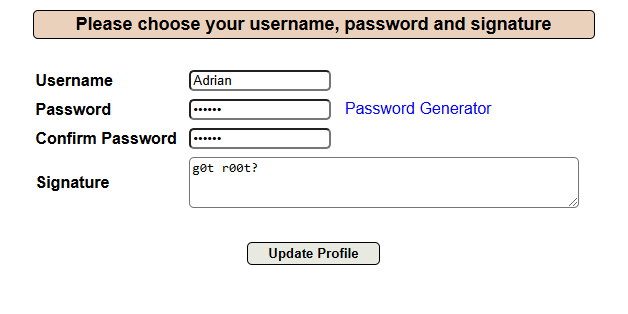 Please choose your username, password and signature
Username Adrian
Password •••••• Password Generator
Confirm Password ••••••
Signature g0t r00t?
Update Profile